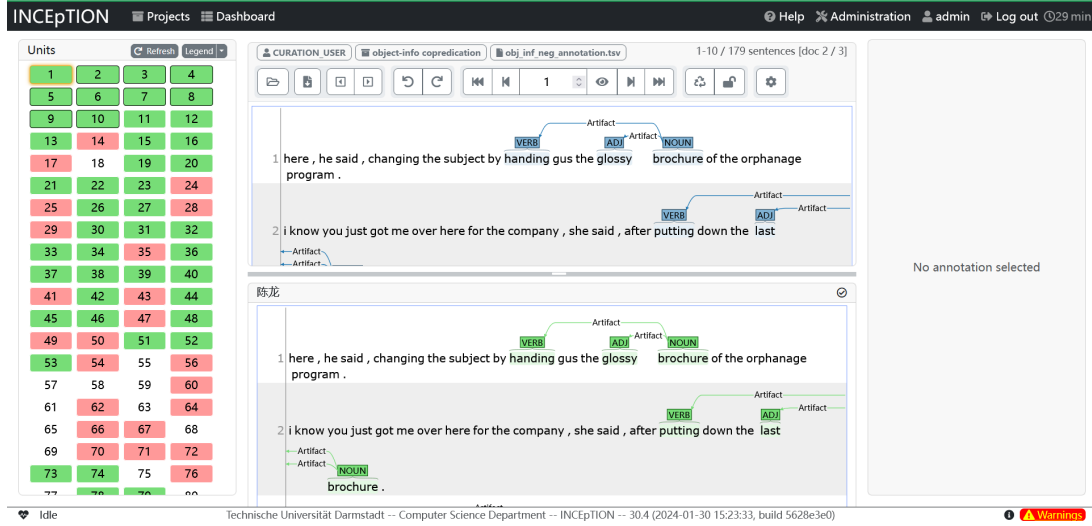 INCEpTION Projects Dashboard Help Administration admin Log out 29 min
Units Refresh Legend
CURATION_USER object-info copredication obj_inf_neg_annotation.tsv 1-10 / 179 sentences [doc 2 / 3]
1
1 2 3 4
5 6 7 8
9 10 11 12
13 14 15 16
17 18 19 20
21 22 23 24
25 26 27 28
29 30 31 32
33 34 35 36
37 38 39 40
41 42 43 44
45 46 47 48
49 50 51 52
53 54 55 56
57 58 59 60
61 62 63 64
65 66 67 68
69 70 71 72
73 74 75 76
77 78 79 80
Artifact
VERB ADJ Artifact NOUN
1 here , he said , changing the subject by handing gus the glossy brochure of the orphanage
program .
Artifact
VERB ADJ Artifact
2 i know you just got me over here for the company , she said , after putting down the last
Artifact
Artifact
陈龙
Artifact
VERB ADJ Artifact NOUN
1 here , he said , changing the subject by handing gus the glossy brochure of the orphanage
program .
Artifact
VERB ADJ Artifact
2 i know you just got me over here for the company , she said , after putting down the last
Artifact
Artifact
NOUN
brochure .
Artifact
No annotation selected
Idle Technische Universität Darmstadt -- Computer Science Department -- INCEpTION -- 30.4 (2024-01-30 15:23:33, build 5628e3e0) Warnings